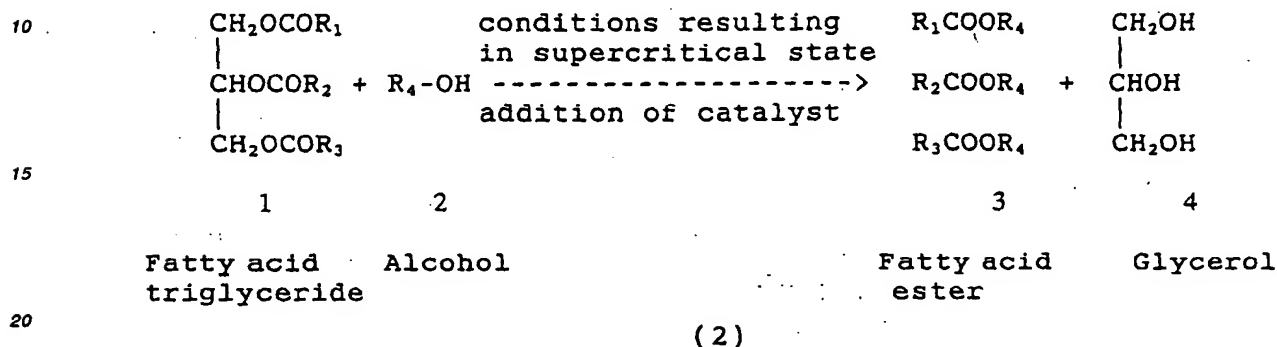 10 CH₂OCOR₁ conditions resulting R₁COOR₄ CH₂OH
in supercritical state
CHOCOR₂ + R₄-OH --------------------> R₂COOR₄ + CHOH
addition of catalyst
CH₂OCOR₃ R₃COOR₄ CH₂OH
15
1 2 3 4
Fatty acid Alcohol Fatty acid Glycerol
triglyceride ester
20
(2)